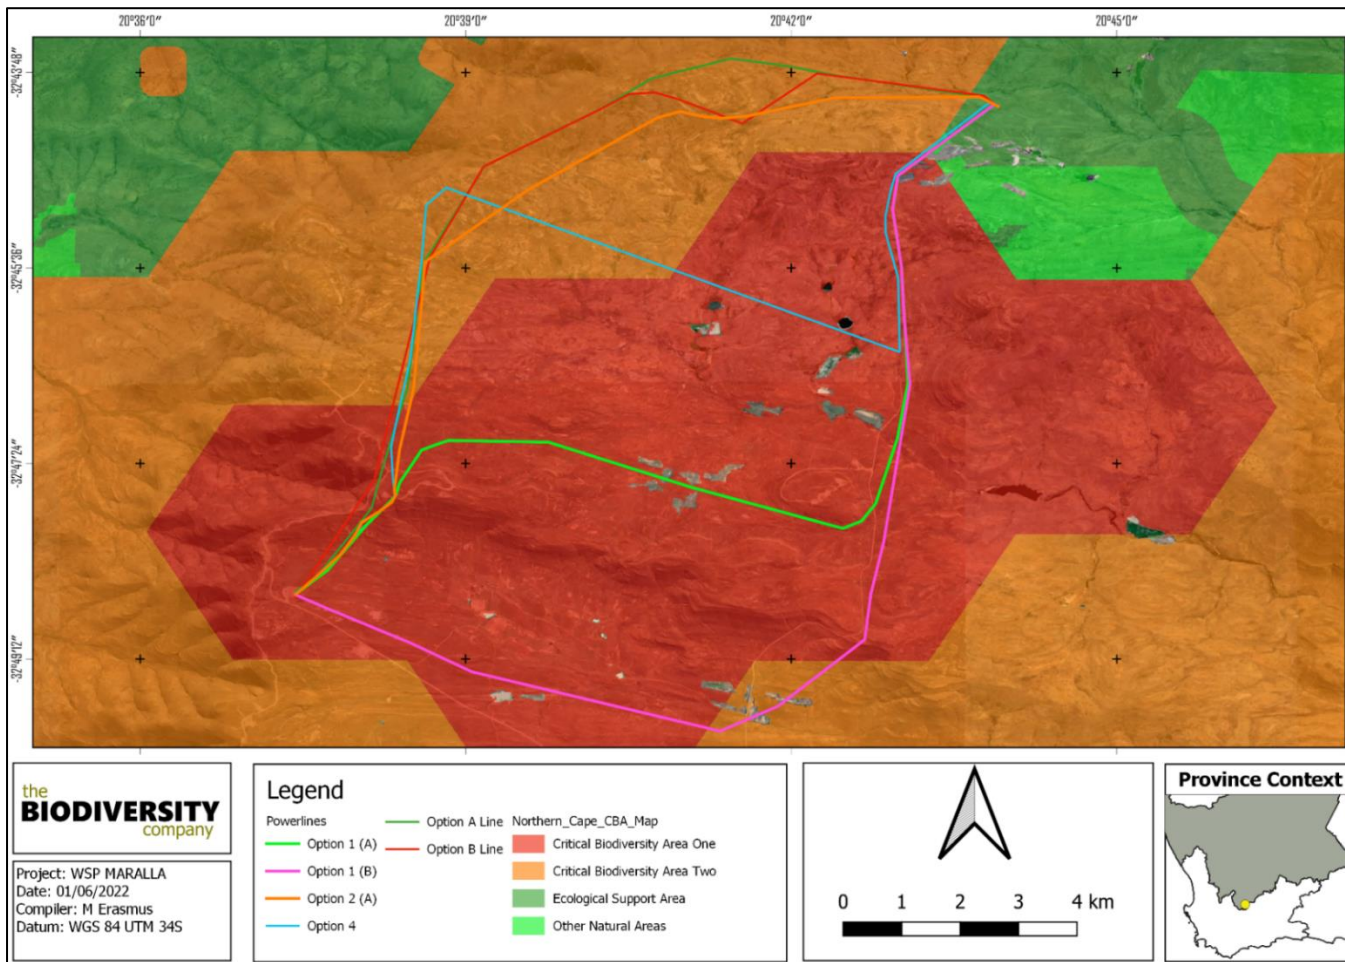 20°36'0" 20°39'0" 20°42'0" 20°45'0"
-32°43'48"
-32°45'36"
-32°47'24"
-32°49'12"
the
BIODIVERSITY
company
Project: WSP MARALLA
Date: 01/06/2022
Compiler: M Erasmus
Datum: WGS 84 UTM 34S
Legend
Powerlines
Option 1 (A)
Option 1 (B)
Option 2 (A)
Option 4
Option A Line
Option B Line
Northern_Cape_CBA_Map
Critical Biodiversity Area One
Critical Biodiversity Area Two
Ecological Support Area
Other Natural Areas
0 1 2 3 4 km
Province Context